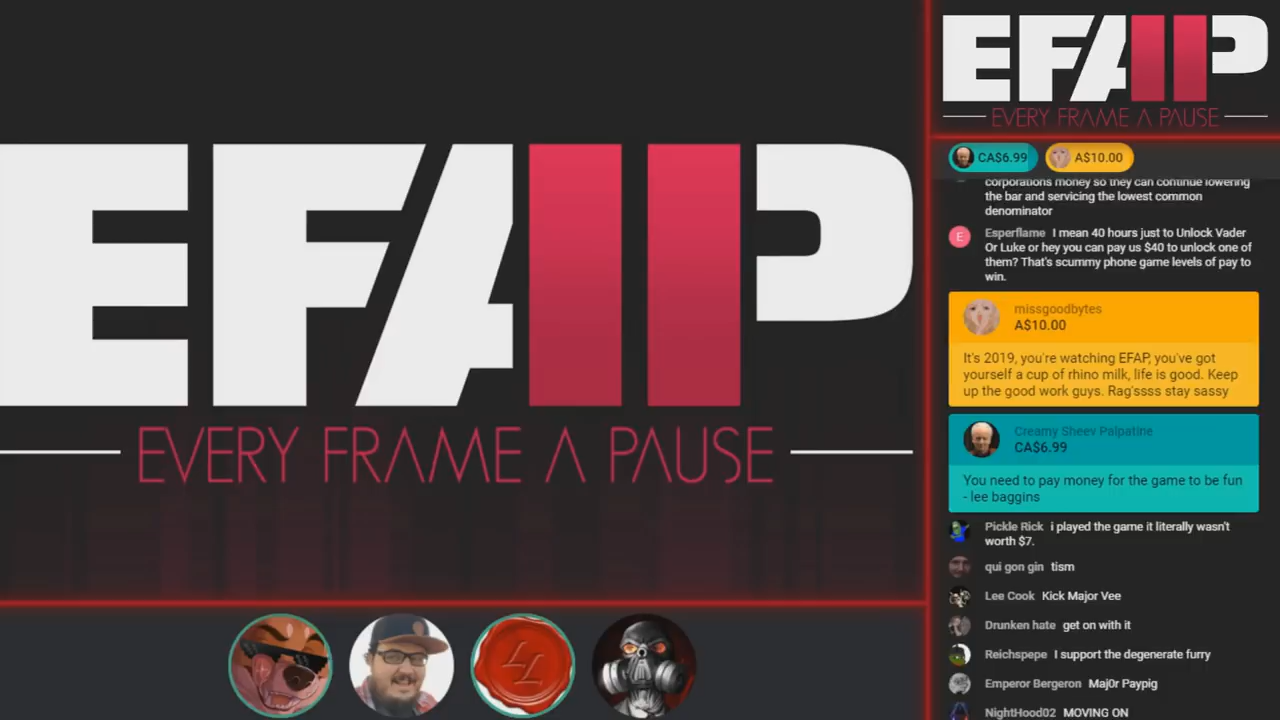 EFAP
EVERY FRAME A PAUSE
EFAP
EVERY FRAME A PAUSE
CA$6.99
A$10.00
corporations money so they can continue lowering
the bar and servicing the lowest common
denominator
E
Esperflame I mean 40 hours just to Unlock Vader
Or Luke or hey you can pay us $40 to unlock one of
them? That's scummy phone game levels of pay to
win.
missgoodbytes
A$10.00
It's 2019, you're watching EFAP, you've got
yourself a cup of rhino milk, life is good. Keep
up the good work guys. Rag'ssss stay sassy
Creamy Sheev Palpatine
CA$6.99
You need to pay money for the game to be fun
- lee baggins
Pickle Rick i played the game it literally wasn't
worth $7.
qui gon gin tism
Lee Cook Kick Major Vee
Drunken hate get on with it
Reichspepe I support the degenerate furry
Emperor Bergeron Maj0r Paypig
NightHood02 MOVING ON
LL